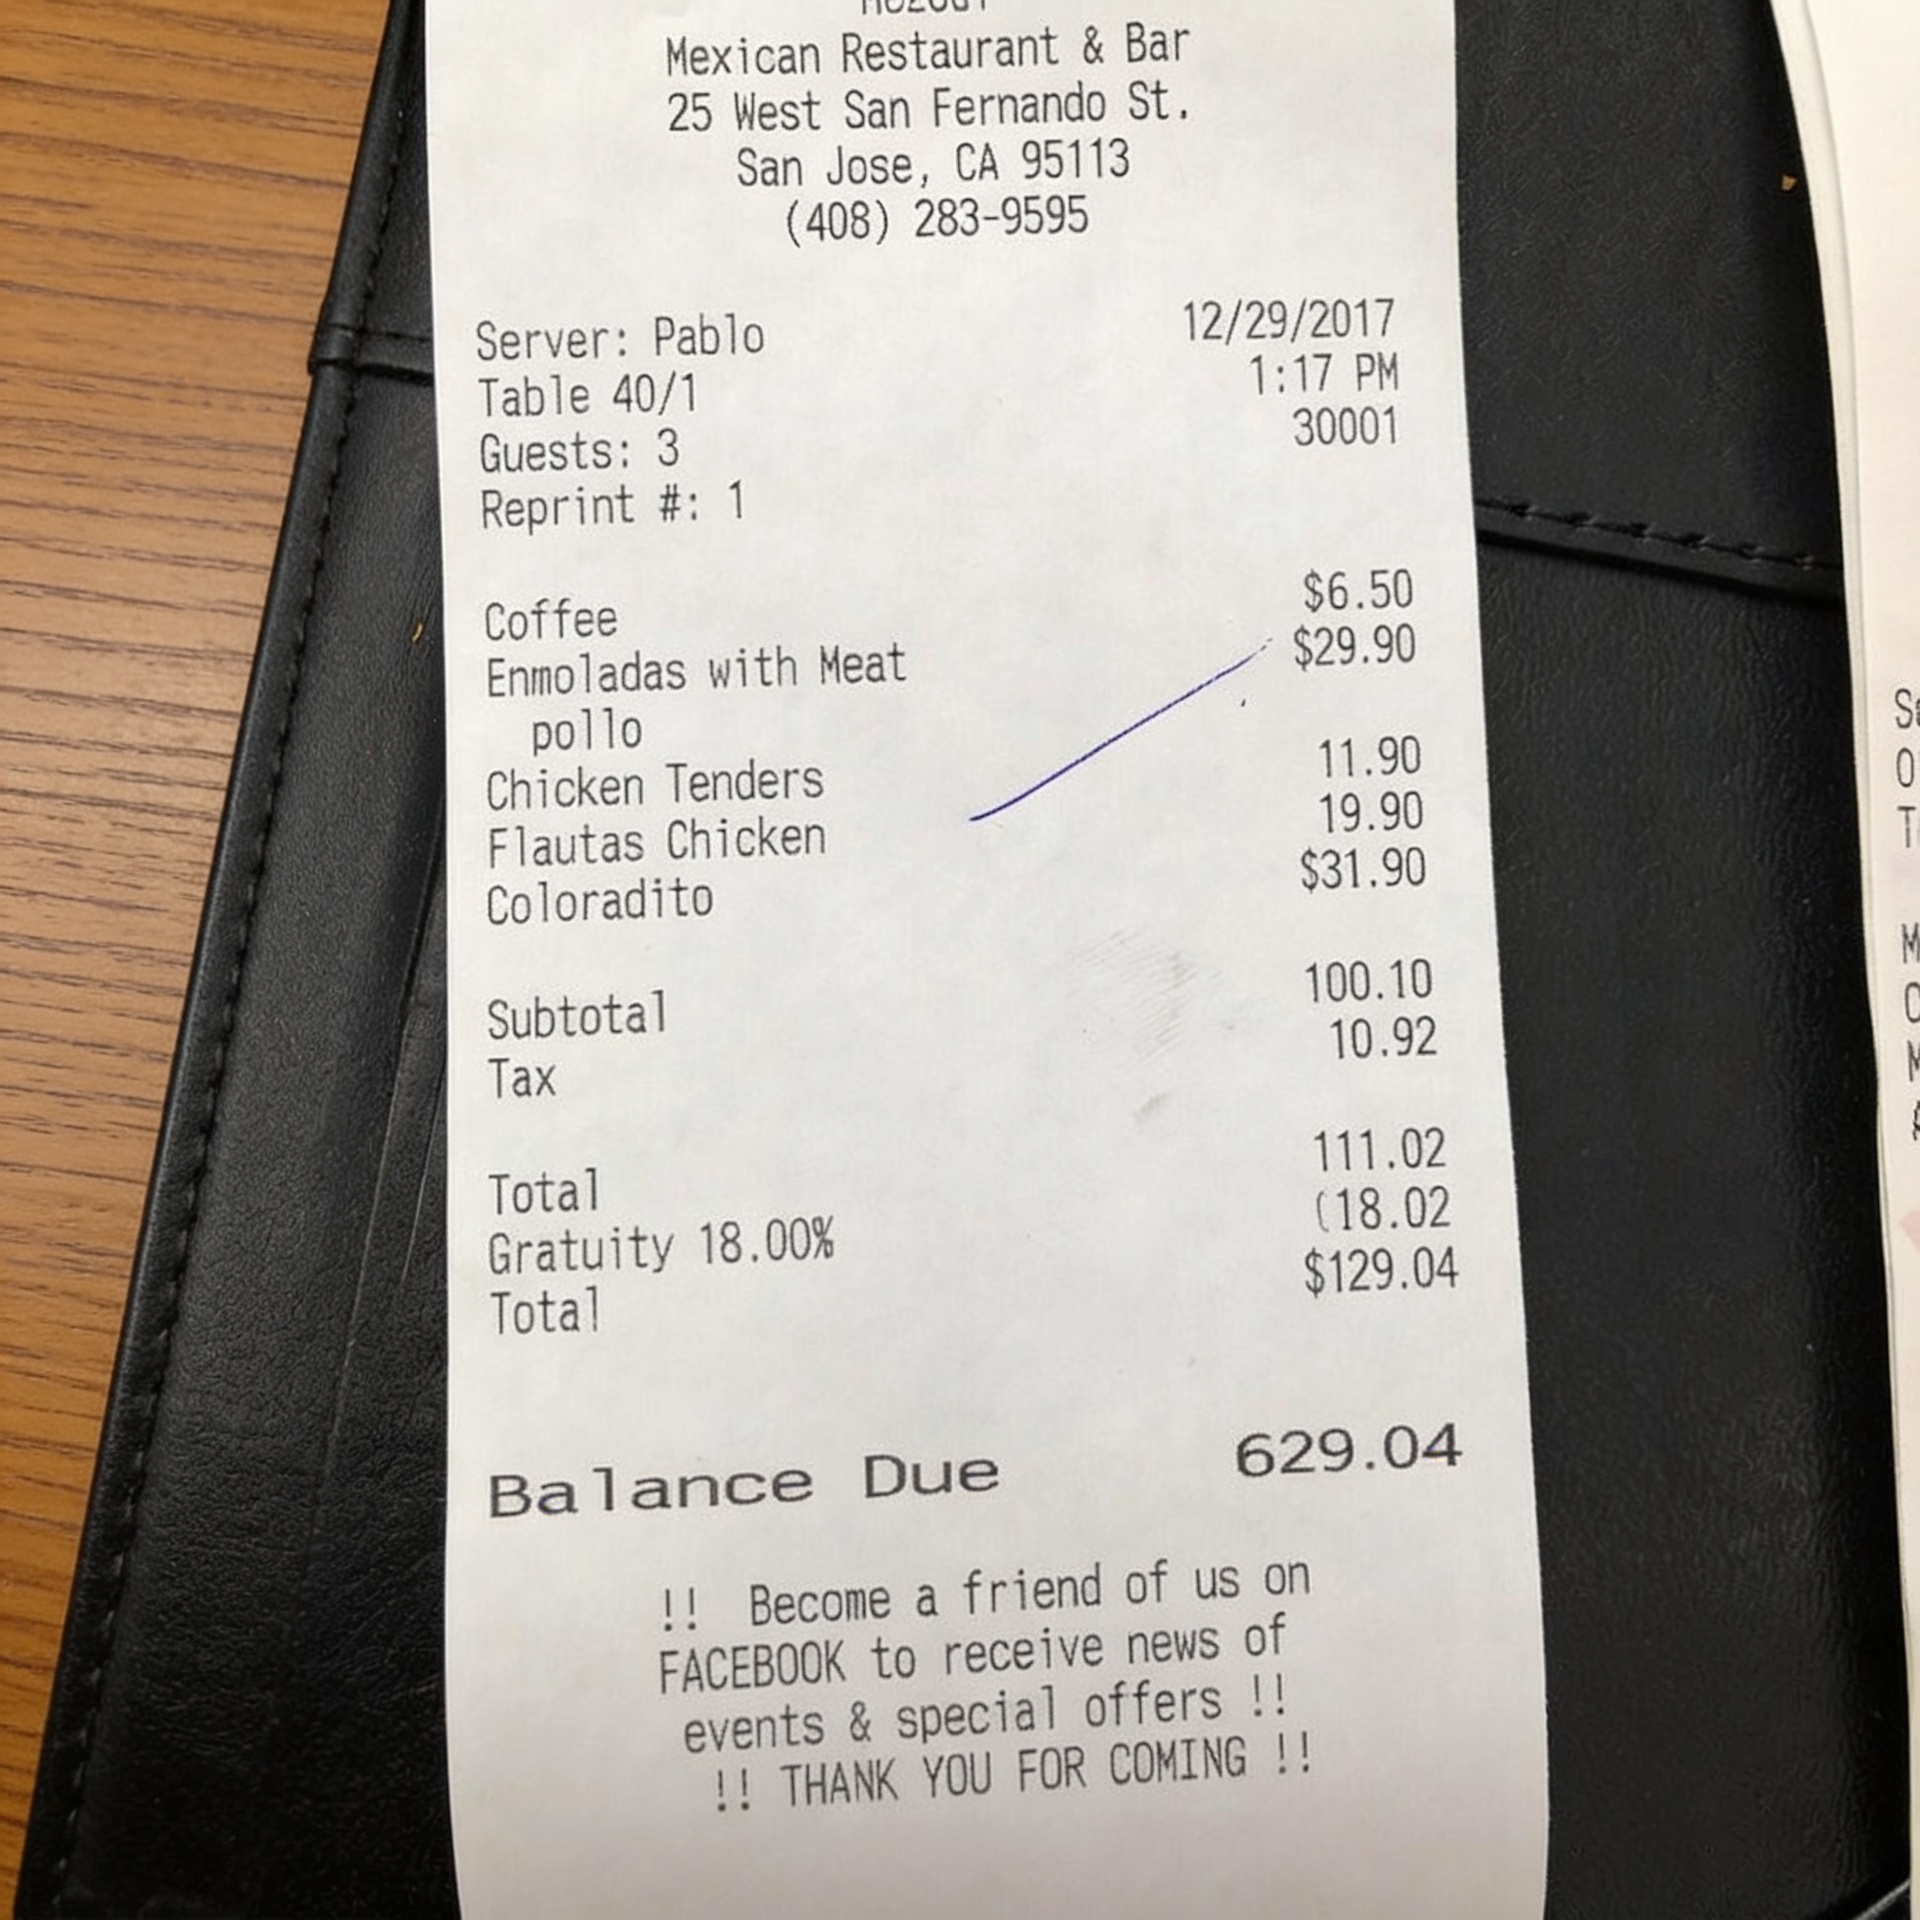 Mexican Restaurant & Bar
25 West San Fernando St.
San Jose, CA 95113
(408) 283-9595
Server: Pablo 12/29/2017
Table 40/1 1:17 PM
Guests: 3 30001
Reprint #: 1
Coffee $6.50
Enmoladas with Meat $29.90
pollo
Chicken Tenders 11.90
Flautas Chicken 19.90
Coloradito $31.90
Subtotal 100.10
Tax 10.92
Total 111.02
Gratuity 18.00% (18.02
Total $129.04
Balance Due 629.04
!! Become a friend of us on
FACEBOOK to receive news of
events & special offers !!
!! THANK YOU FOR COMING !!